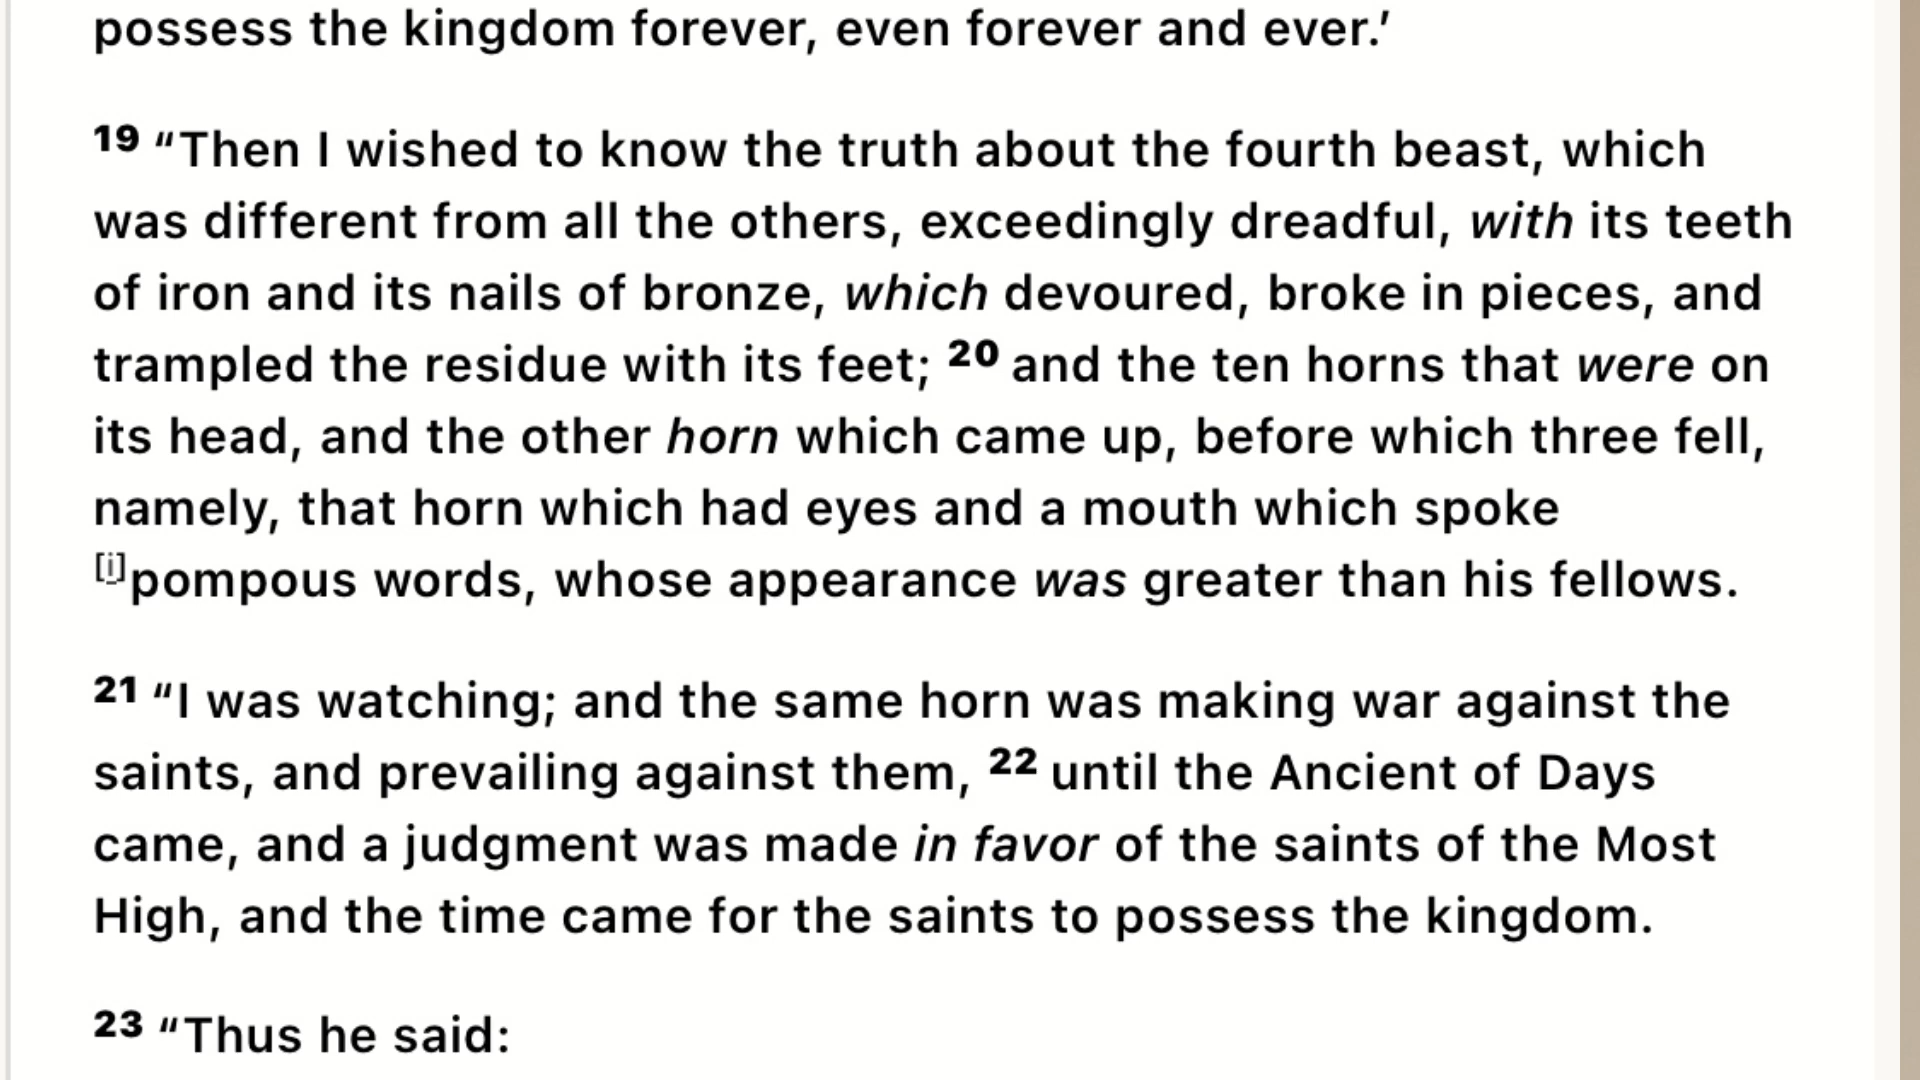 possess the kingdom forever, even forever and ever.’
19 “Then I wished to know the truth about the fourth beast, which
was different from all the others, exceedingly dreadful, with its teeth
of iron and its nails of bronze, which devoured, broke in pieces, and
trampled the residue with its feet; 20 and the ten horns that were on
its head, and the other horn which came up, before which three fell,
namely, that horn which had eyes and a mouth which spoke
[i]pompous words, whose appearance was greater than his fellows.
21 “I was watching; and the same horn was making war against the
saints, and prevailing against them, 22 until the Ancient of Days
came, and a judgment was made in favor of the saints of the Most
High, and the time came for the saints to possess the kingdom.
23 “Thus he said: